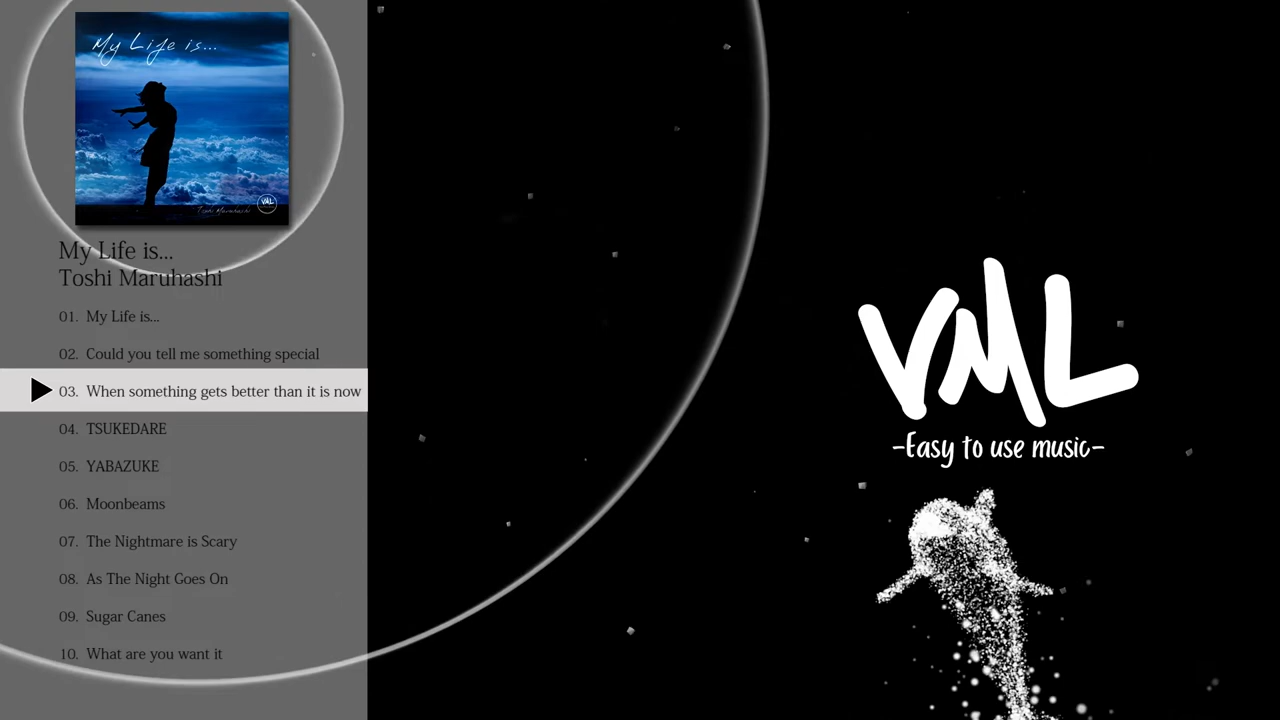 My Life is...
VML
Toshi Maruhashi
My Life is...
Toshi Maruhashi
01. My Life is...
02. Could you tell me something special
03. When something gets better than it is now
04. TSUKEDARE
05. YABAZUKE
06. Moonbeams
07. The Nightmare is Scary
08. As The Night Goes On
09. Sugar Canes
10. What are you want it
VML
-Easy to use music-